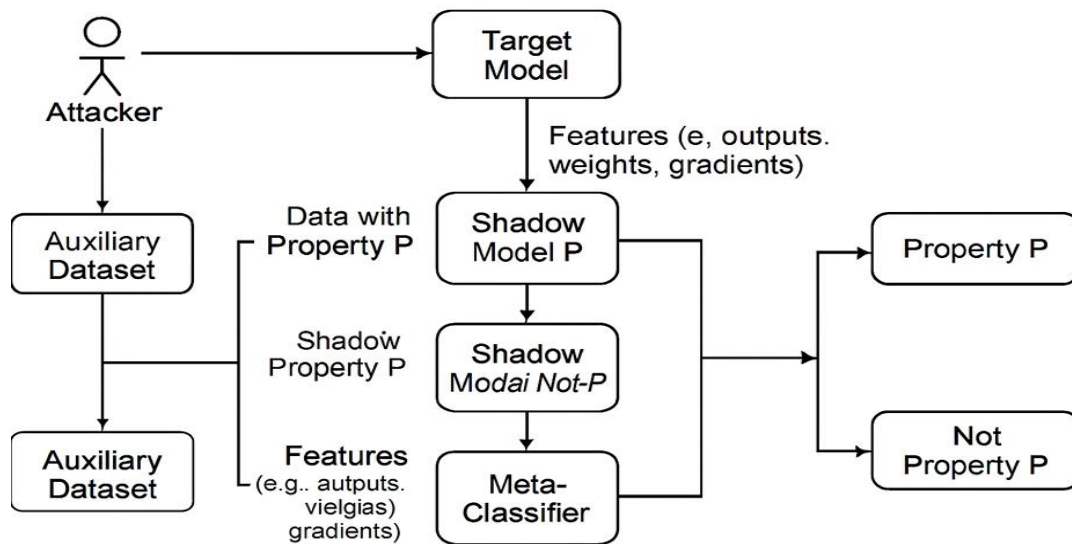 Target
Model
Attacker
Features (e, outputs.
weights, gradients)
Auxiliary
Dataset
Data with
Property P
Shadow
Model P
Property P
Shadow
Property P
Shadow
Modai Not-P
Auxiliary
Dataset
Features
(e.g.. autputs.
vielgias)
gradients)
Meta-
Classifier
Not
Property P